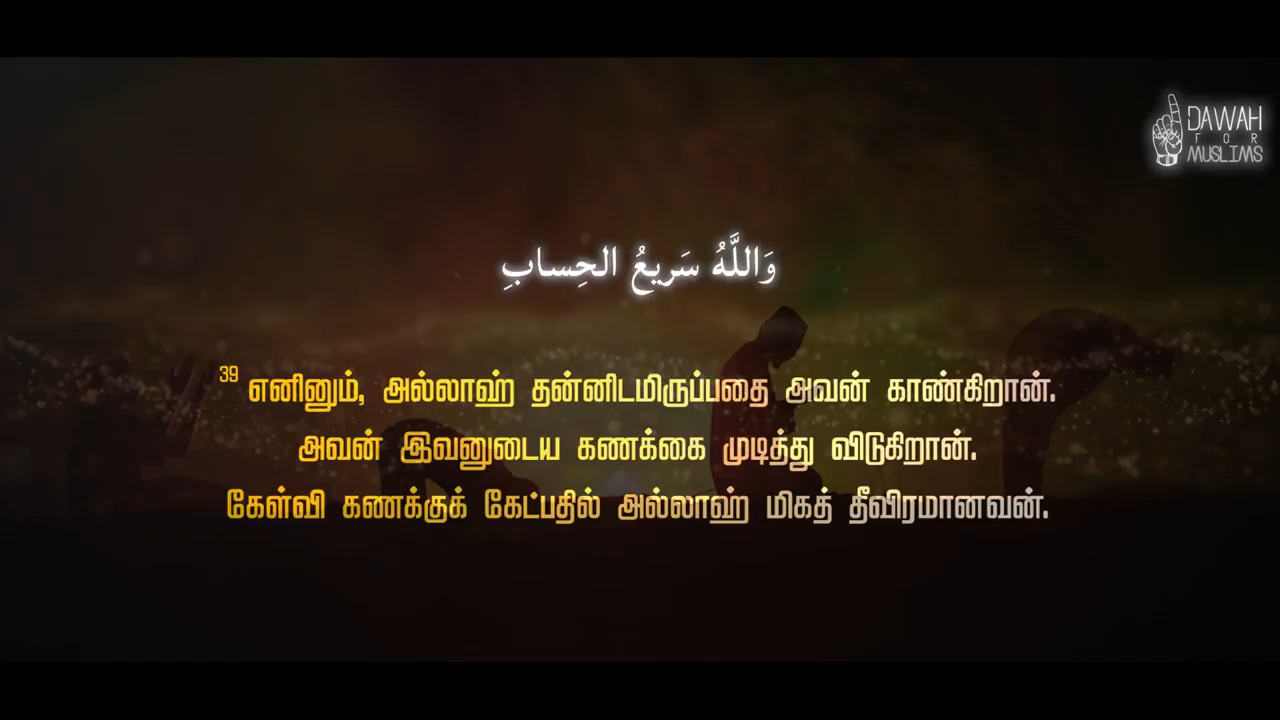 DAWAH
FOR
MUSLIMS
وَاللَّهُ سَرِيعُ الحِسابِ
39 எனினும், அல்லாஹ் தன்னிடமிருப்பதை அவன் காண்கிறான்.
அவன் இவனுடைய கணக்கை முடித்து விடுகிறான்.
கேள்வி கணக்குக் கேட்பதில் அல்லாஹ் மிகத் தீவிரமானவன்.